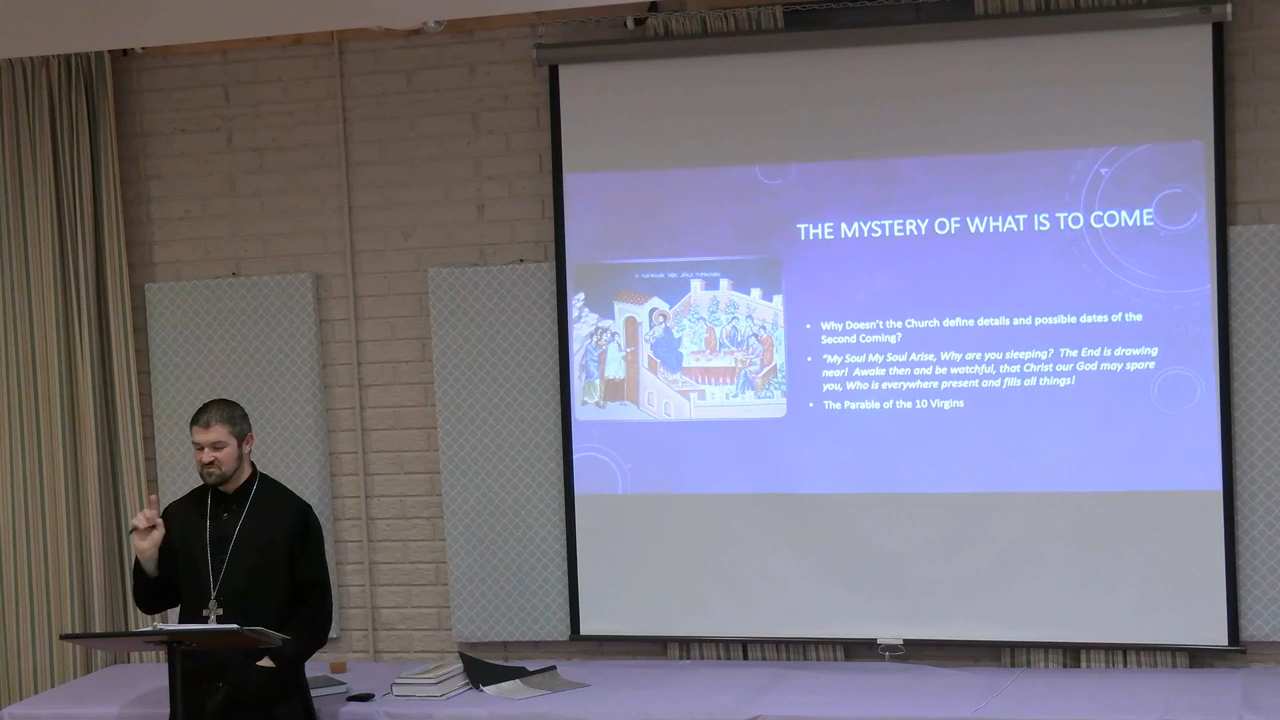 THE MYSTERY OF WHAT IS TO COME
• Why Doesn't the Church define details and possible dates of the
Second Coming?
• "My Soul My Soul Arise, Why are you sleeping? The End is drawing
near! Awake then and be watchful, that Christ our God may spare
you, Who is everywhere present and fills all things!
• The Parable of the 10 Virgins